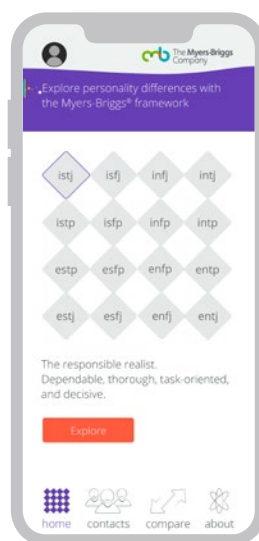 The Myers-Briggs
Company
Explore personality differences with
the Myers-Briggs® framework
istj isfj infj intj
istp isfp infp intp
estp esfp enfp entp
estj esfj enfj entj
The responsible realist.
Dependable, thorough, task-oriented,
and decisive.
Explore
home contacts compare about